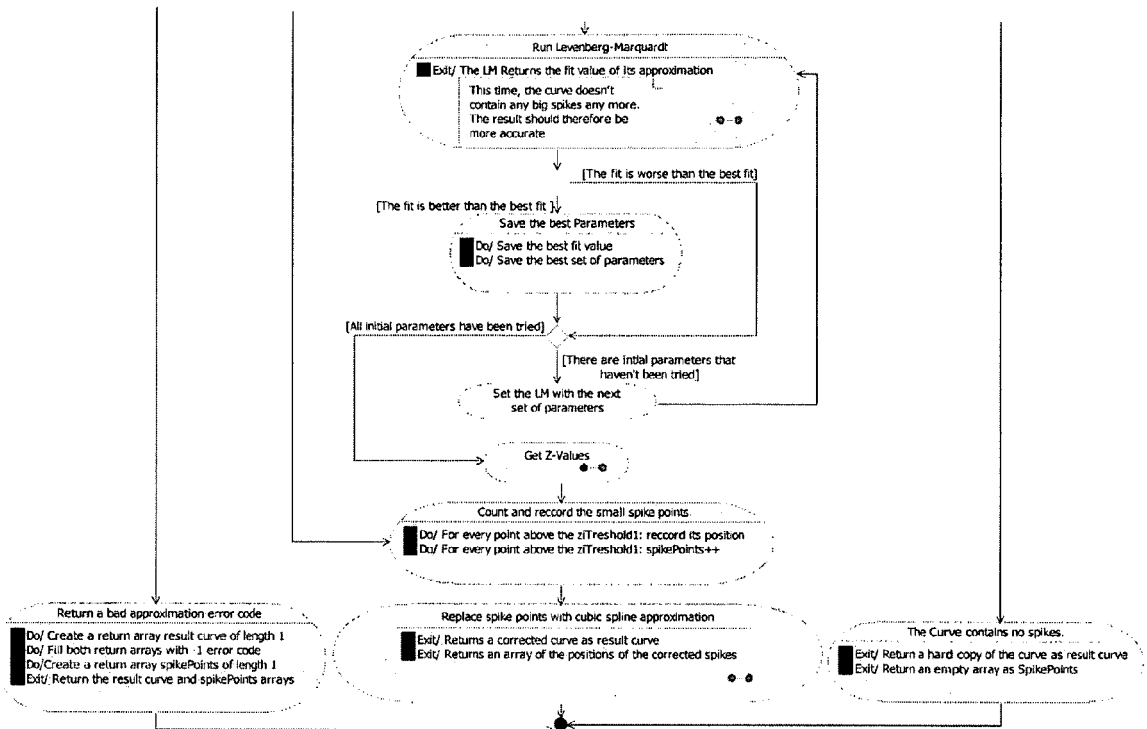 Run Levenberg-Marquardt
Exit/ The LM Returns the fit value of its approximation
This time, the curve doesn't
contain any big spikes any more.
The result should therefore be
more accurate
[The fit is worse than the best fit]
[The fit is better than the best fit ]
Save the best Parameters
Do/ Save the best fit value
Do/ Save the best set of parameters
[All initial parameters have been tried]
[There are intial parameters that
haven't been tried]
Set the LM with the next
set of parameters
Get Z-Values
Count and reccord the small spike points
Do/ For every point above the ziTreshold1: reccord its position
Do/ For every point above the ziTreshold1: spikePoints++
Return a bad approximation error code
Do/ Create a return array result curve of length 1
Do/ Fill both return arrays with -1 error code
Do/Create a return array spikePoints of length 1
Exit/ Return the result curve and spikePoints arrays
Replace spike points with cubic spline approximation
Exit/ Returns a corrected curve as result curve
Exit/ Returns an array of the positions of the corrected spikes
The Curve contains no spikes.
Exit/ Return a hard copy of the curve as result curve
Exit/ Return an empty array as SpikePoints